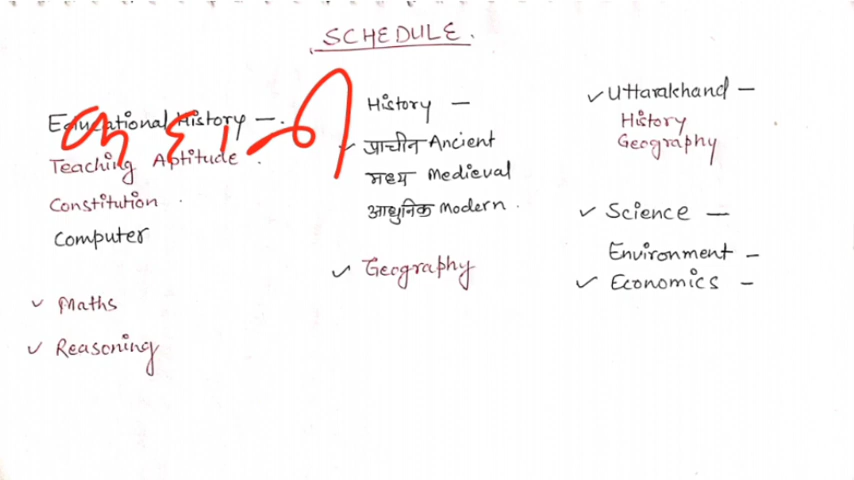 SCHEDULE.
Educational History —.
Teaching Aptitude .
Constitution .
Computer
✓ Maths
✓ Reasoning
History —
✓ प्राचीन Ancient
मध्य Medieval
आधुनिक Modern .
✓ Geography
✓ Uttarakhand —
History
Geography
✓ Science —
Environment —
✓ Economics —